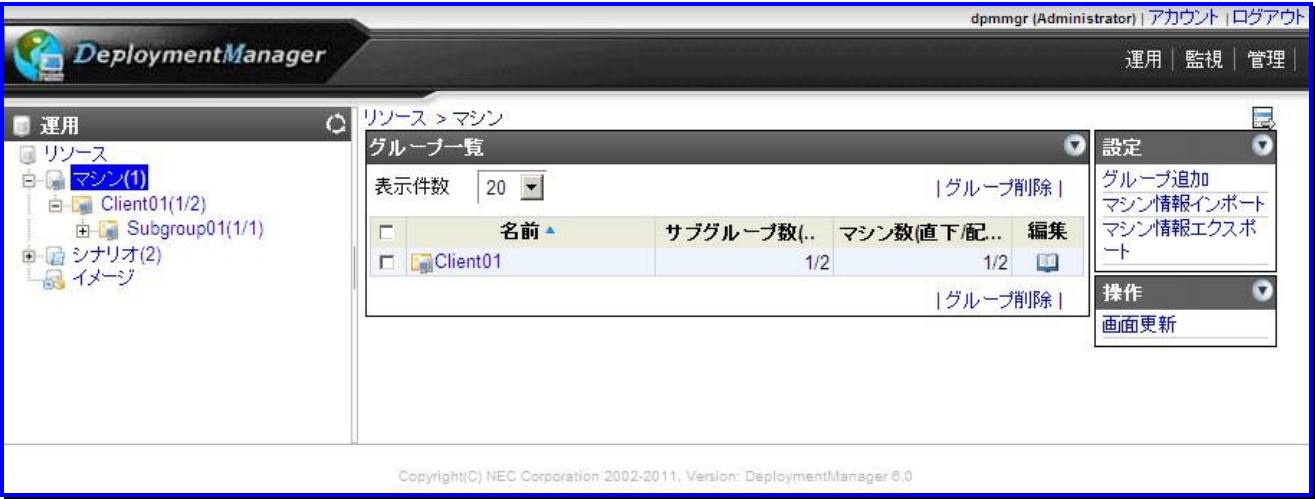 dpmmgr (Administrator) | アカウント | ログアウト
DeploymentManager
運用 | 監視 | 管理 |
運用
リソース
マシン(1)
Client01(1/2)
Subgroup01(1/1)
シナリオ(2)
イメージ
リソース > マシン
グループ一覧
表示件数 20
| グループ削除 |
名前 サブグループ数(.. マシン数(直下/配... 編集
Client01 1/2 1/2
| グループ削除 |
設定
グループ追加
マシン情報インポート
マシン情報エクスポ
ート
操作
画面更新
Copyright(C) NEC Corporation 2002-2011. Version: DeploymentManager 6.0